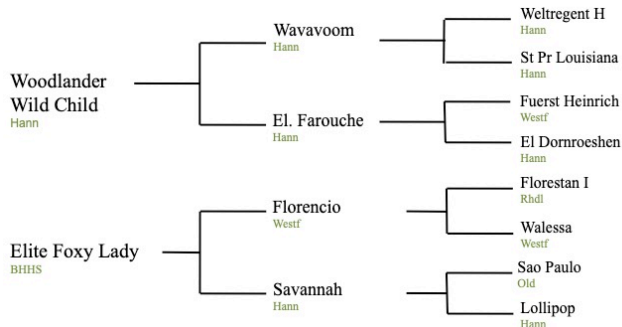 Woodlander
Wild Child
Hann
Elite Foxy Lady
BHHS
Wavavoom
Hann
El. Farouche
Hann
Florencio
Westf
Savannah
Hann
Weltregent H
Hann
St Pr Louisiana
Hann
Fuerst Heinrich
Westf
El Dornroeshen
Hann
Florestan I
Rhdl
Walessa
Westf
Sao Paulo
Old
Lollipop
Hann